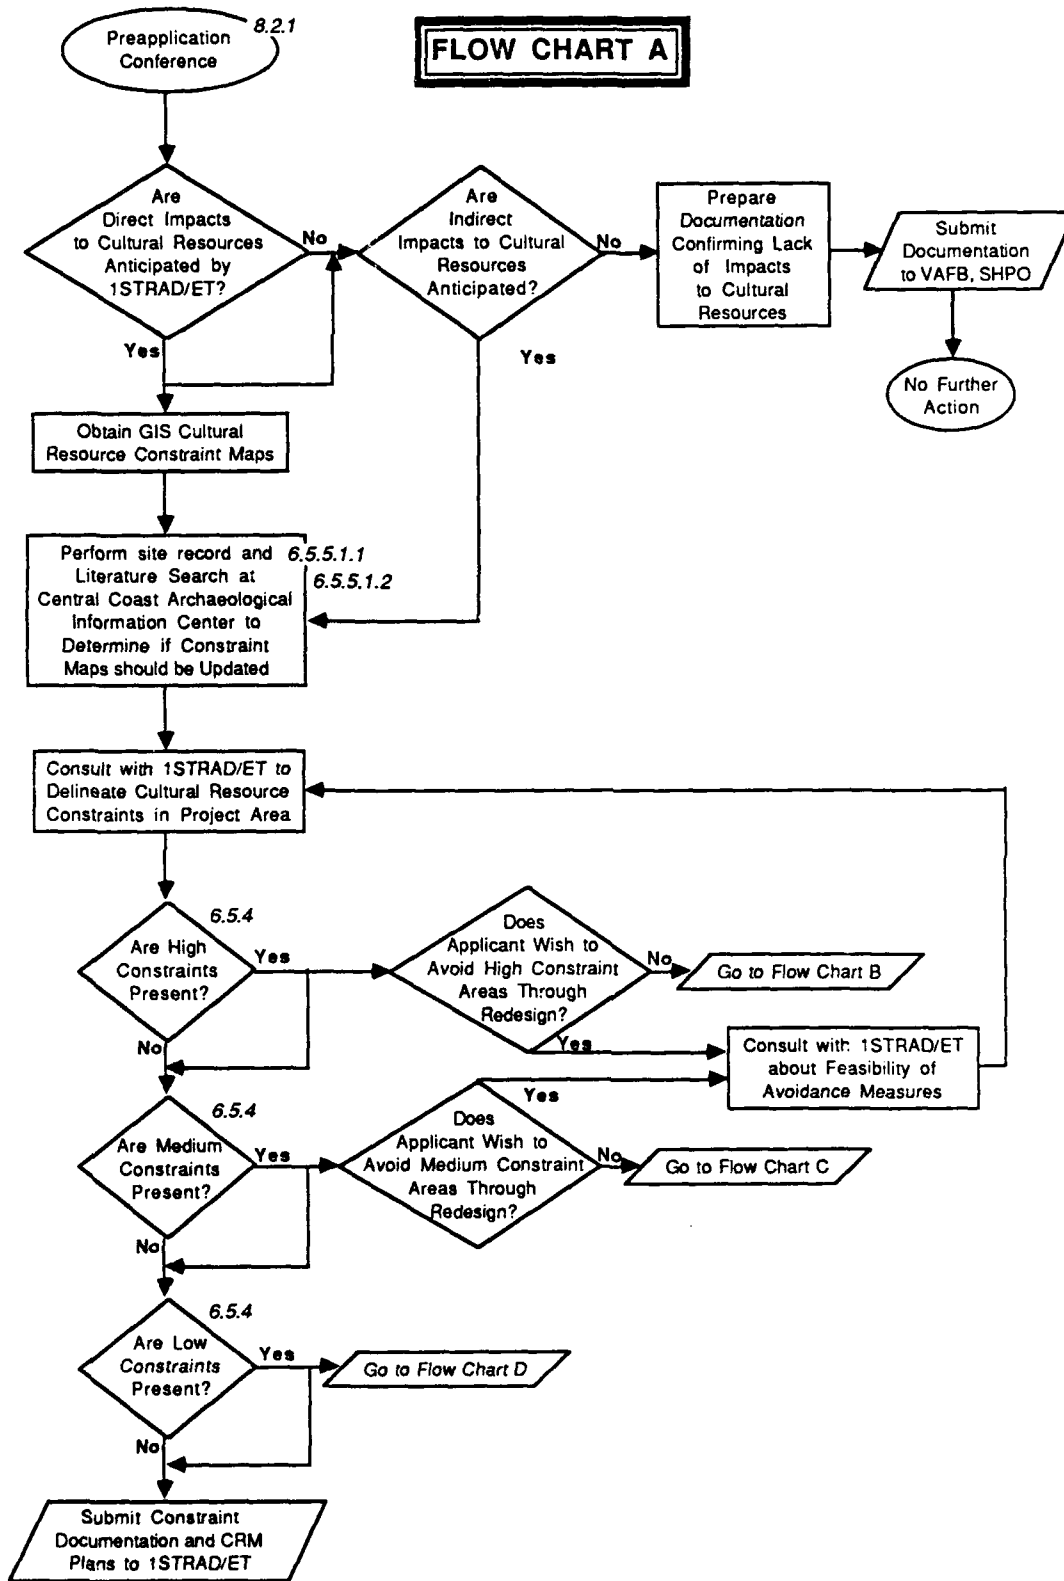 8.2.1
Preapplication
Conference
FLOW CHART A
Are
Direct Impacts
to Cultural Resources
Anticipated by
1STRAD/ET?
No
Yes
Are
Indirect
Impacts to Cultural
Resources
Anticipated?
No
Yes
Prepare
Documentation
Confirming Lack
of Impacts
to Cultural
Resources
Submit
Documentation
to VAFB, SHPO
No Further
Action
Obtain GIS Cultural
Resource Constraint Maps
Perform site record and
Literature Search at
Central Coast Archaeological
Information Center to
Determine if Constraint
Maps should be Updated
6.5.5.1.1
6.5.5.1.2
Consult with 1STRAD/ET to
Delineate Cultural Resource
Constraints in Project Area
6.5.4
Are High
Constraints
Present?
Yes
No
Does
Applicant Wish to
Avoid High Constraint
Areas Through
Redesign?
No
Go to Flow Chart B
Yes
Consult with 1STRAD/ET
about Feasibility of
Avoidance Measures
6.5.4
Are Medium
Constraints
Present?
Yes
No
Yes
Does
Applicant Wish to
Avoid Medium Constraint
Areas Through
Redesign?
No
Go to Flow Chart C
6.5.4
Are Low
Constraints
Present?
Yes
Go to Flow Chart D
No
Submit Constraint
Documentation and CRM
Plans to 1STRAD/ET